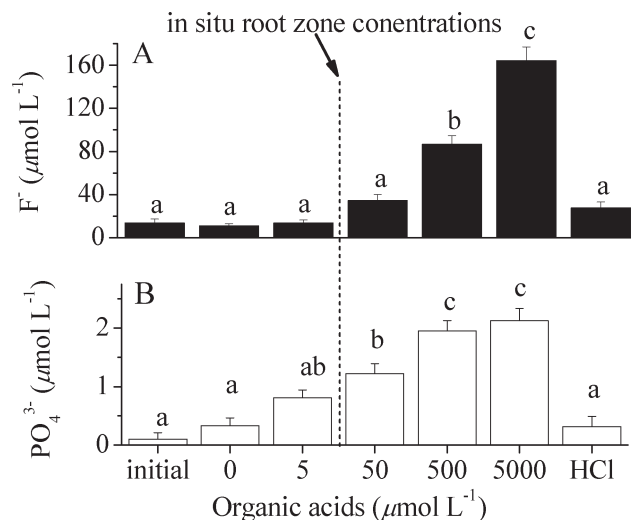 in situ root zone conentrations
A
c
160
120
b
80
a
a
a
a
a
40
0
F⁻ (μmol L⁻¹)
B
c
c
2
b
ab
1
a
a
a
0
PO₄³⁻ (μmol L⁻¹)
initial 0 5 50 500 5000 HCl
Organic acids (μmol L⁻¹)